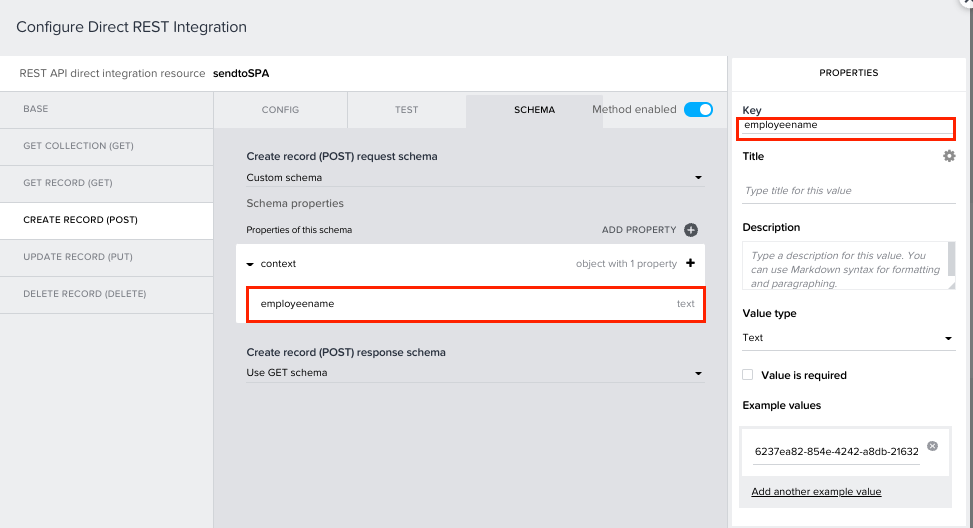 Configure Direct REST Integration
REST API direct integration resource sendtoSPA
BASE
GET COLLECTION (GET)
GET RECORD (GET)
CREATE RECORD (POST)
UPDATE RECORD (PUT)
DELETE RECORD (DELETE)
CONFIG
TEST
SCHEMA
Method enabled
Create record (POST) request schema
Custom schema
Schema properties
Properties of this schema
ADD PROPERTY
context
object with 1 property
employeename
text
Create record (POST) response schema
Use GET schema
PROPERTIES
Key
employeename
Title
Type title for this value
Description
Type a description for this value. You
can use Markdown syntax for formatting
and paragraphing.
Value type
Text
Value is required
Example values
6237ea82-854e-4242-a8db-21632
Add another example value